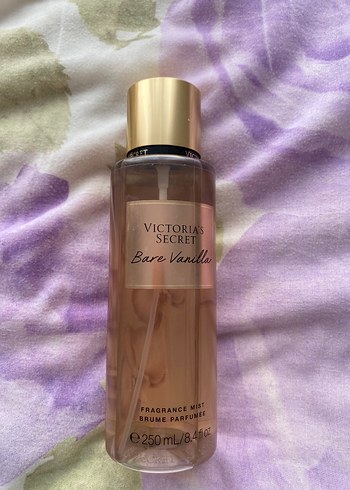 VICTORIA'S
SECRET
Bare Vanilla
FRAGRANCE MIST
BRUME PARFUMÉE
℮250 mL/8.4 fl oz